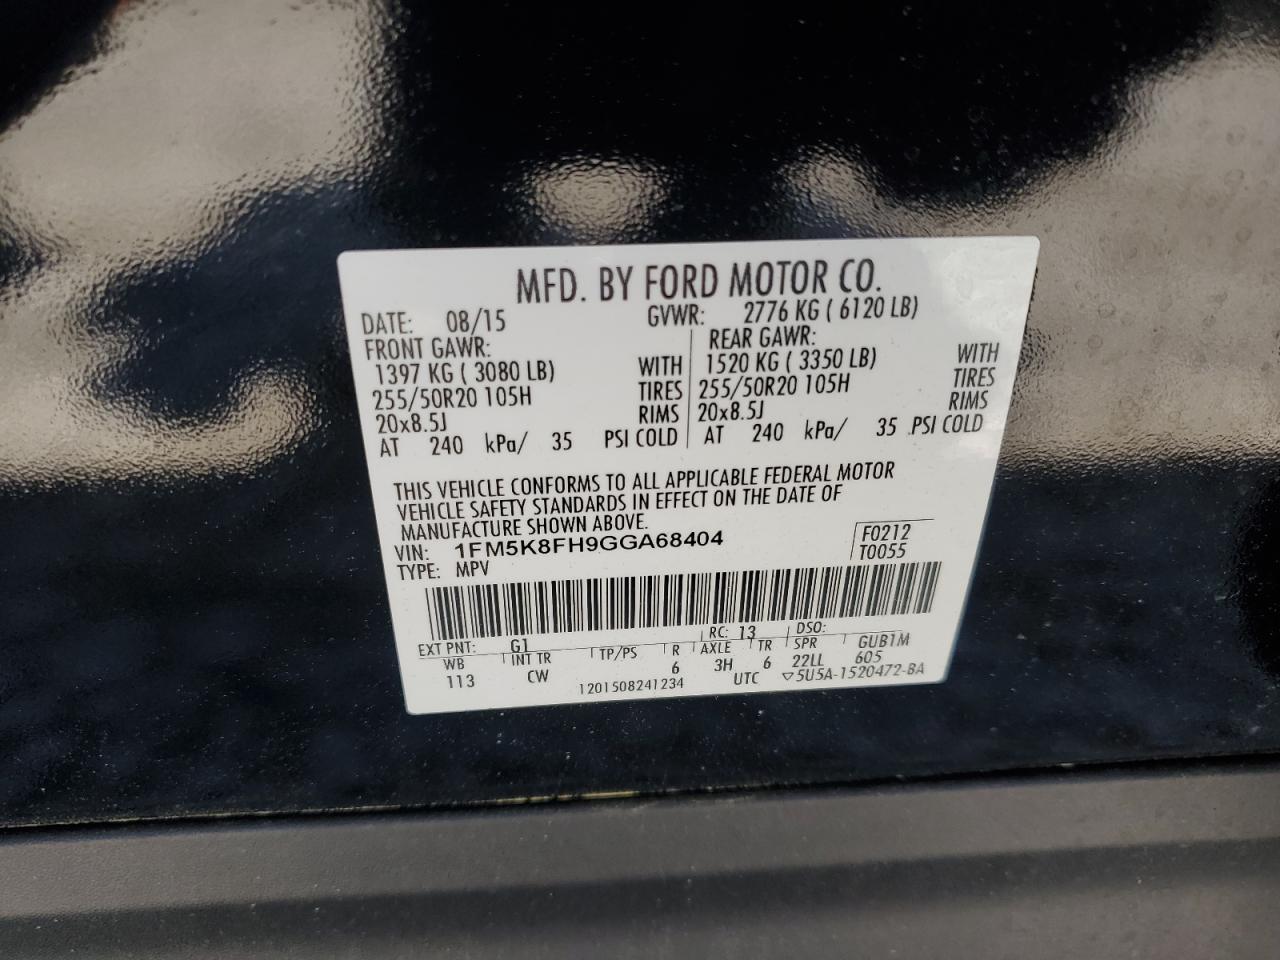 MFD. BY FORD MOTOR CO.
DATE: 08/15 GVWR: 2776 KG ( 6120 LB)
FRONT GAWR: REAR GAWR:
1397 KG ( 3080 LB) WITH 1520 KG ( 3350 LB) WITH
255/50R20 105H TIRES 255/50R20 105H TIRES
20x8.5J RIMS 20x8.5J RIMS
AT 240 kPa/ 35 PSI COLD AT 240 kPa/ 35 PSI COLD
THIS VEHICLE CONFORMS TO ALL APPLICABLE FEDERAL MOTOR
VEHICLE SAFETY STANDARDS IN EFFECT ON THE DATE OF
MANUFACTURE SHOWN ABOVE.
VIN: 1FM5K8FH9GGA68404 F0212
TYPE: MPV T0055
EXT PNT: G1 RC: 13 DSO:
WB INT TR TP/PS R AXLE TR SPR GUB1M
113 CW 6 3H 6 22LL 605
1201508241234 UTC ▽5U5A-1520472-BA